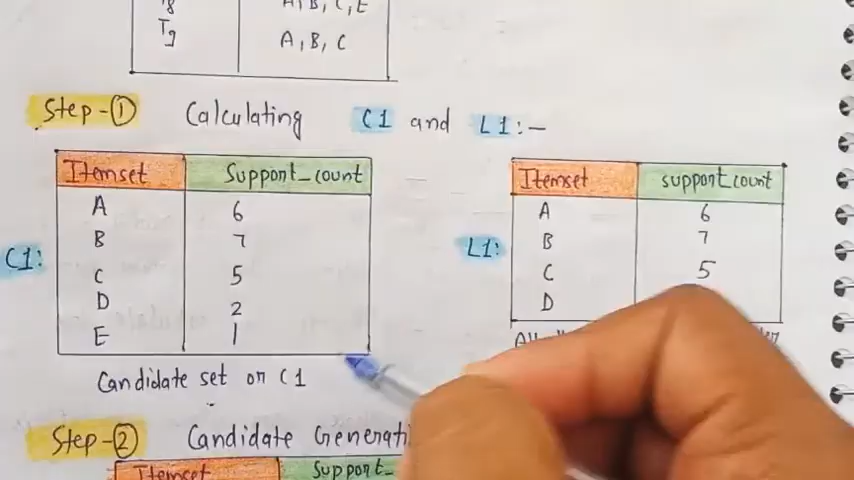 T8 A, B, C, E
T9 A, B, C
Step-① Calculating C1 and L1:-
C1:
Itemset Support_count
A 6
B 7
C 5
D 2
E 1
Candidate set or C1
L1:
Itemset support_count
A 6
B 7
C 5
D
Step-② Candidate Generati
Itemset Support_